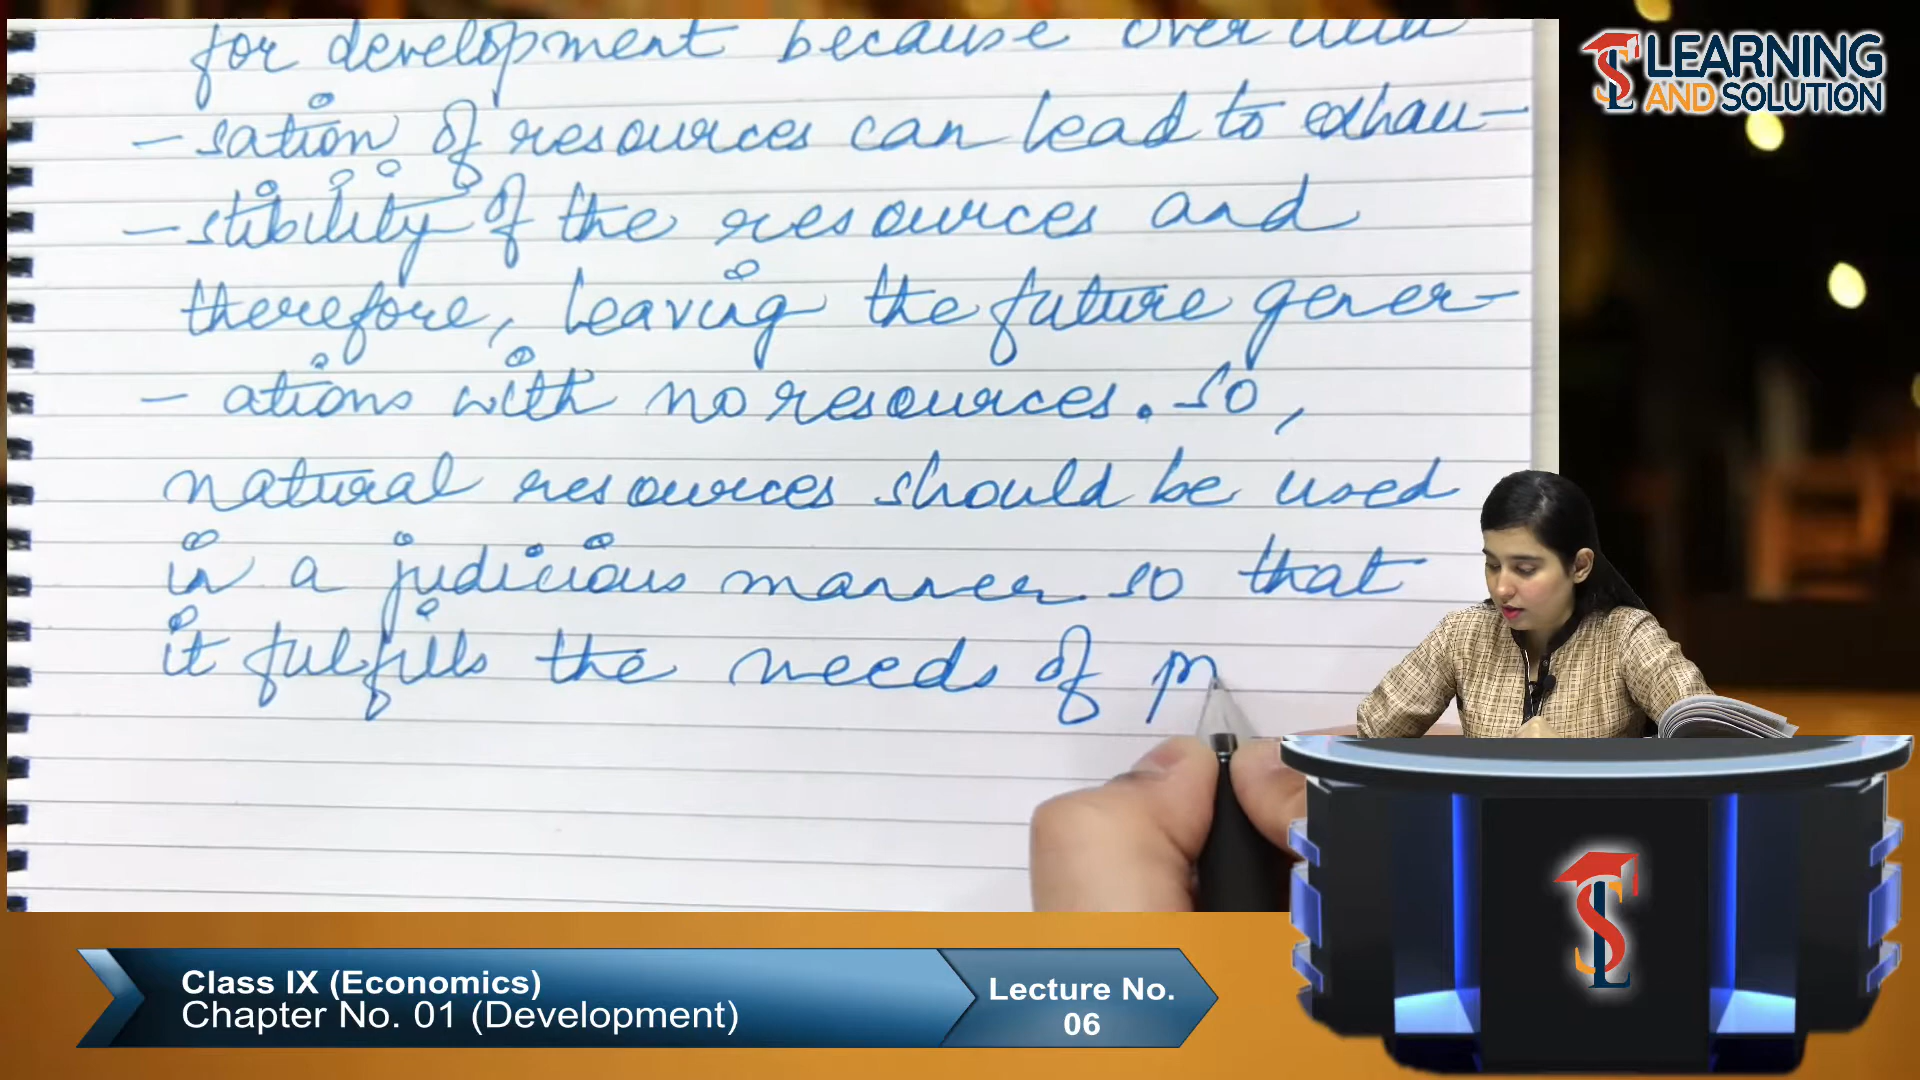 for development because over
- sation of resources can lead to exhau-
- stibility of the resources and
therefore, leaving the future gener-
- ations with no resources. So,
natural resources should be used
in a judicious manner so that
it fulfills the needs of
LEARNING
AND SOLUTION
Class IX (Economics)
Chapter No. 01 (Development)
Lecture No.
06